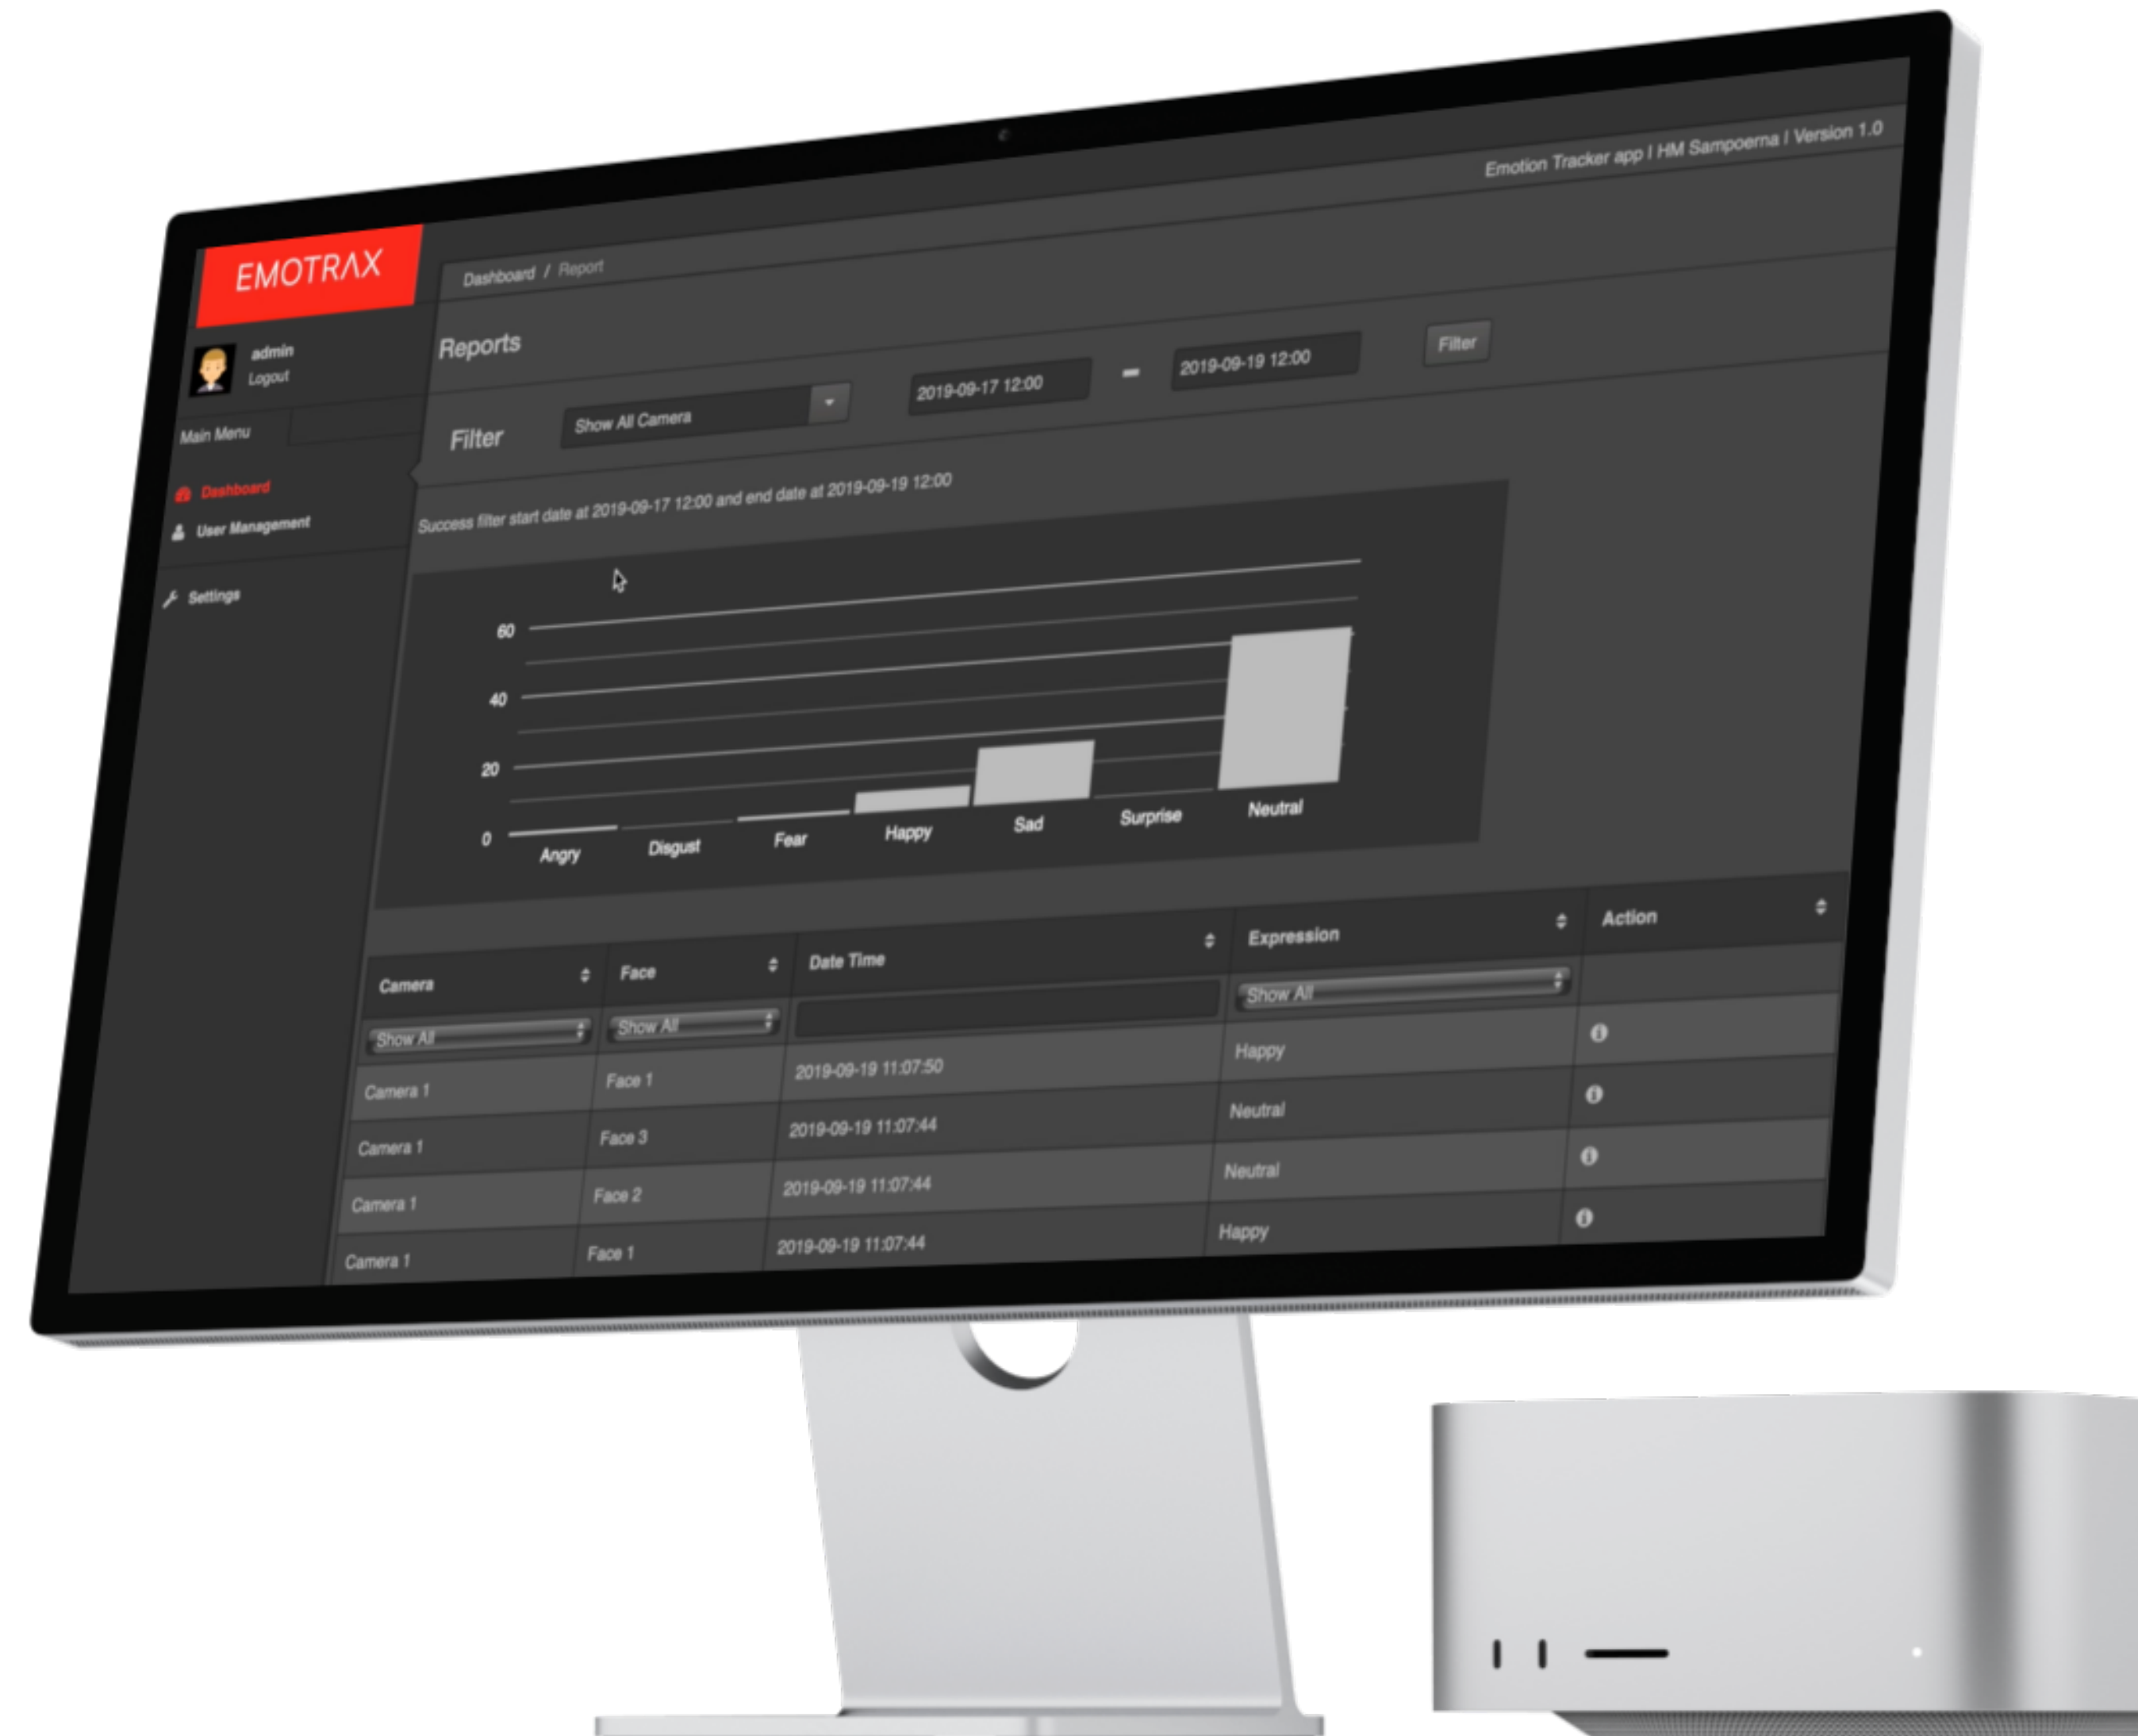 EMOTRAX
Emotion Tracker app | HM Sampoerna | Version 1.0
Dashboard / Report
admin
Logout
Main Menu
Dashboard
User Management
Settings
Reports
Filter
Show All Camera
2019-09-17 12:00
2019-09-19 12:00
Filter
Success filter start date at 2019-09-17 12:00 and end date at 2019-09-19 12:00
60
40
20
0
Angry Disgust Fear Happy Sad Surprise Neutral
Camera Face Date Time Expression Action
Show All Show All Show All
Camera 1 Face 1 2019-09-19 11:07:50 Happy
Camera 1 Face 3 2019-09-19 11:07:44 Neutral
Camera 1 Face 2 2019-09-19 11:07:44 Neutral
Camera 1 Face 1 2019-09-19 11:07:44 Happy